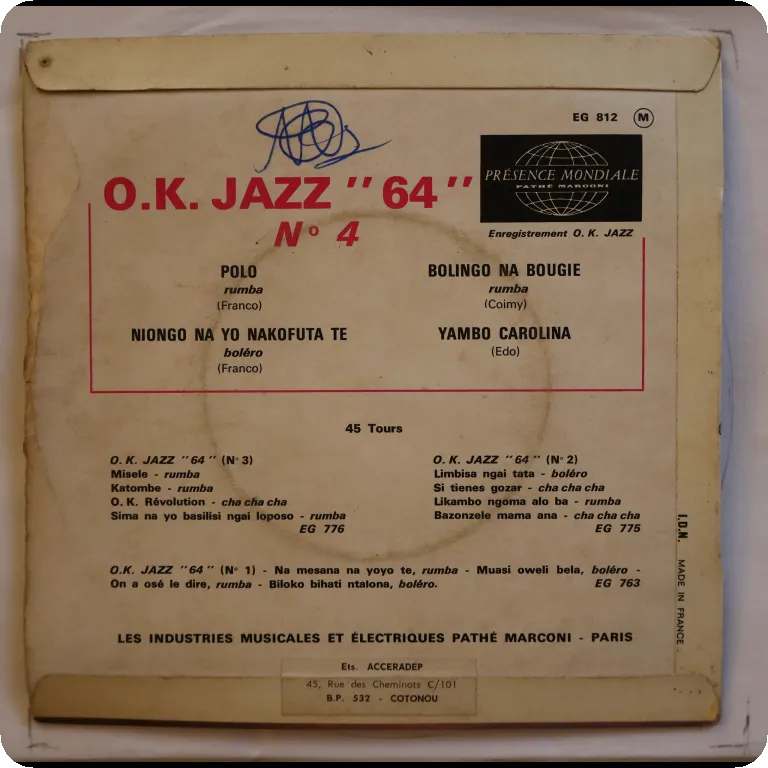 EG 812 M
PRÉSENCE MONDIALE
PATHÉ MARCONI
O.K. JAZZ "64"
N° 4
Enregistrement O. K. JAZZ
POLO
rumba
(Franco)
NIONGO NA YO NAKOFUTA TE
boléro
(Franco)
BOLINGO NA BOUGIE
rumba
(Coimy)
YAMBO CAROLINA
(Edo)
45 Tours
O. K. JAZZ "64" (N° 3)
Misele - rumba
Katombe - rumba
O. K. Révolution - cha cha cha
Sima na yo basilisi ngai loposo - rumba
EG 776
O. K. JAZZ "64" (N° 2)
Limbisa ngai tata - boléro
Si tienes gozar - cha cha cha
Likambo ngoma alo ba - rumba
Bazonzele mama ana - cha cha cha
EG 775
O.K. JAZZ "64" (N° 1) - Na mesana na yoyo te, rumba - Muasi oweli bela, boléro -
On a osé le dire, rumba - Biloko bihati ntalona, boléro. EG 763
I.D.N. MADE IN FRANCE.
LES INDUSTRIES MUSICALES ET ÉLECTRIQUES PATHÉ MARCONI - PARIS
Ets. ACCERADEP
45, Rue des Cheminots C/101
B.P. 532 - COTONOU